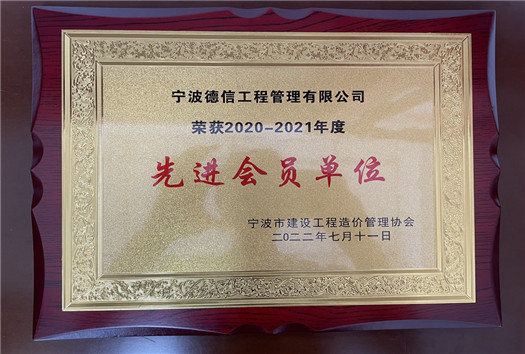 宁波德信工程管理有限公司
荣获2020-2021年度
先进会员单位
宁波市建设工程造价管理协会
二0二二年七月十一日